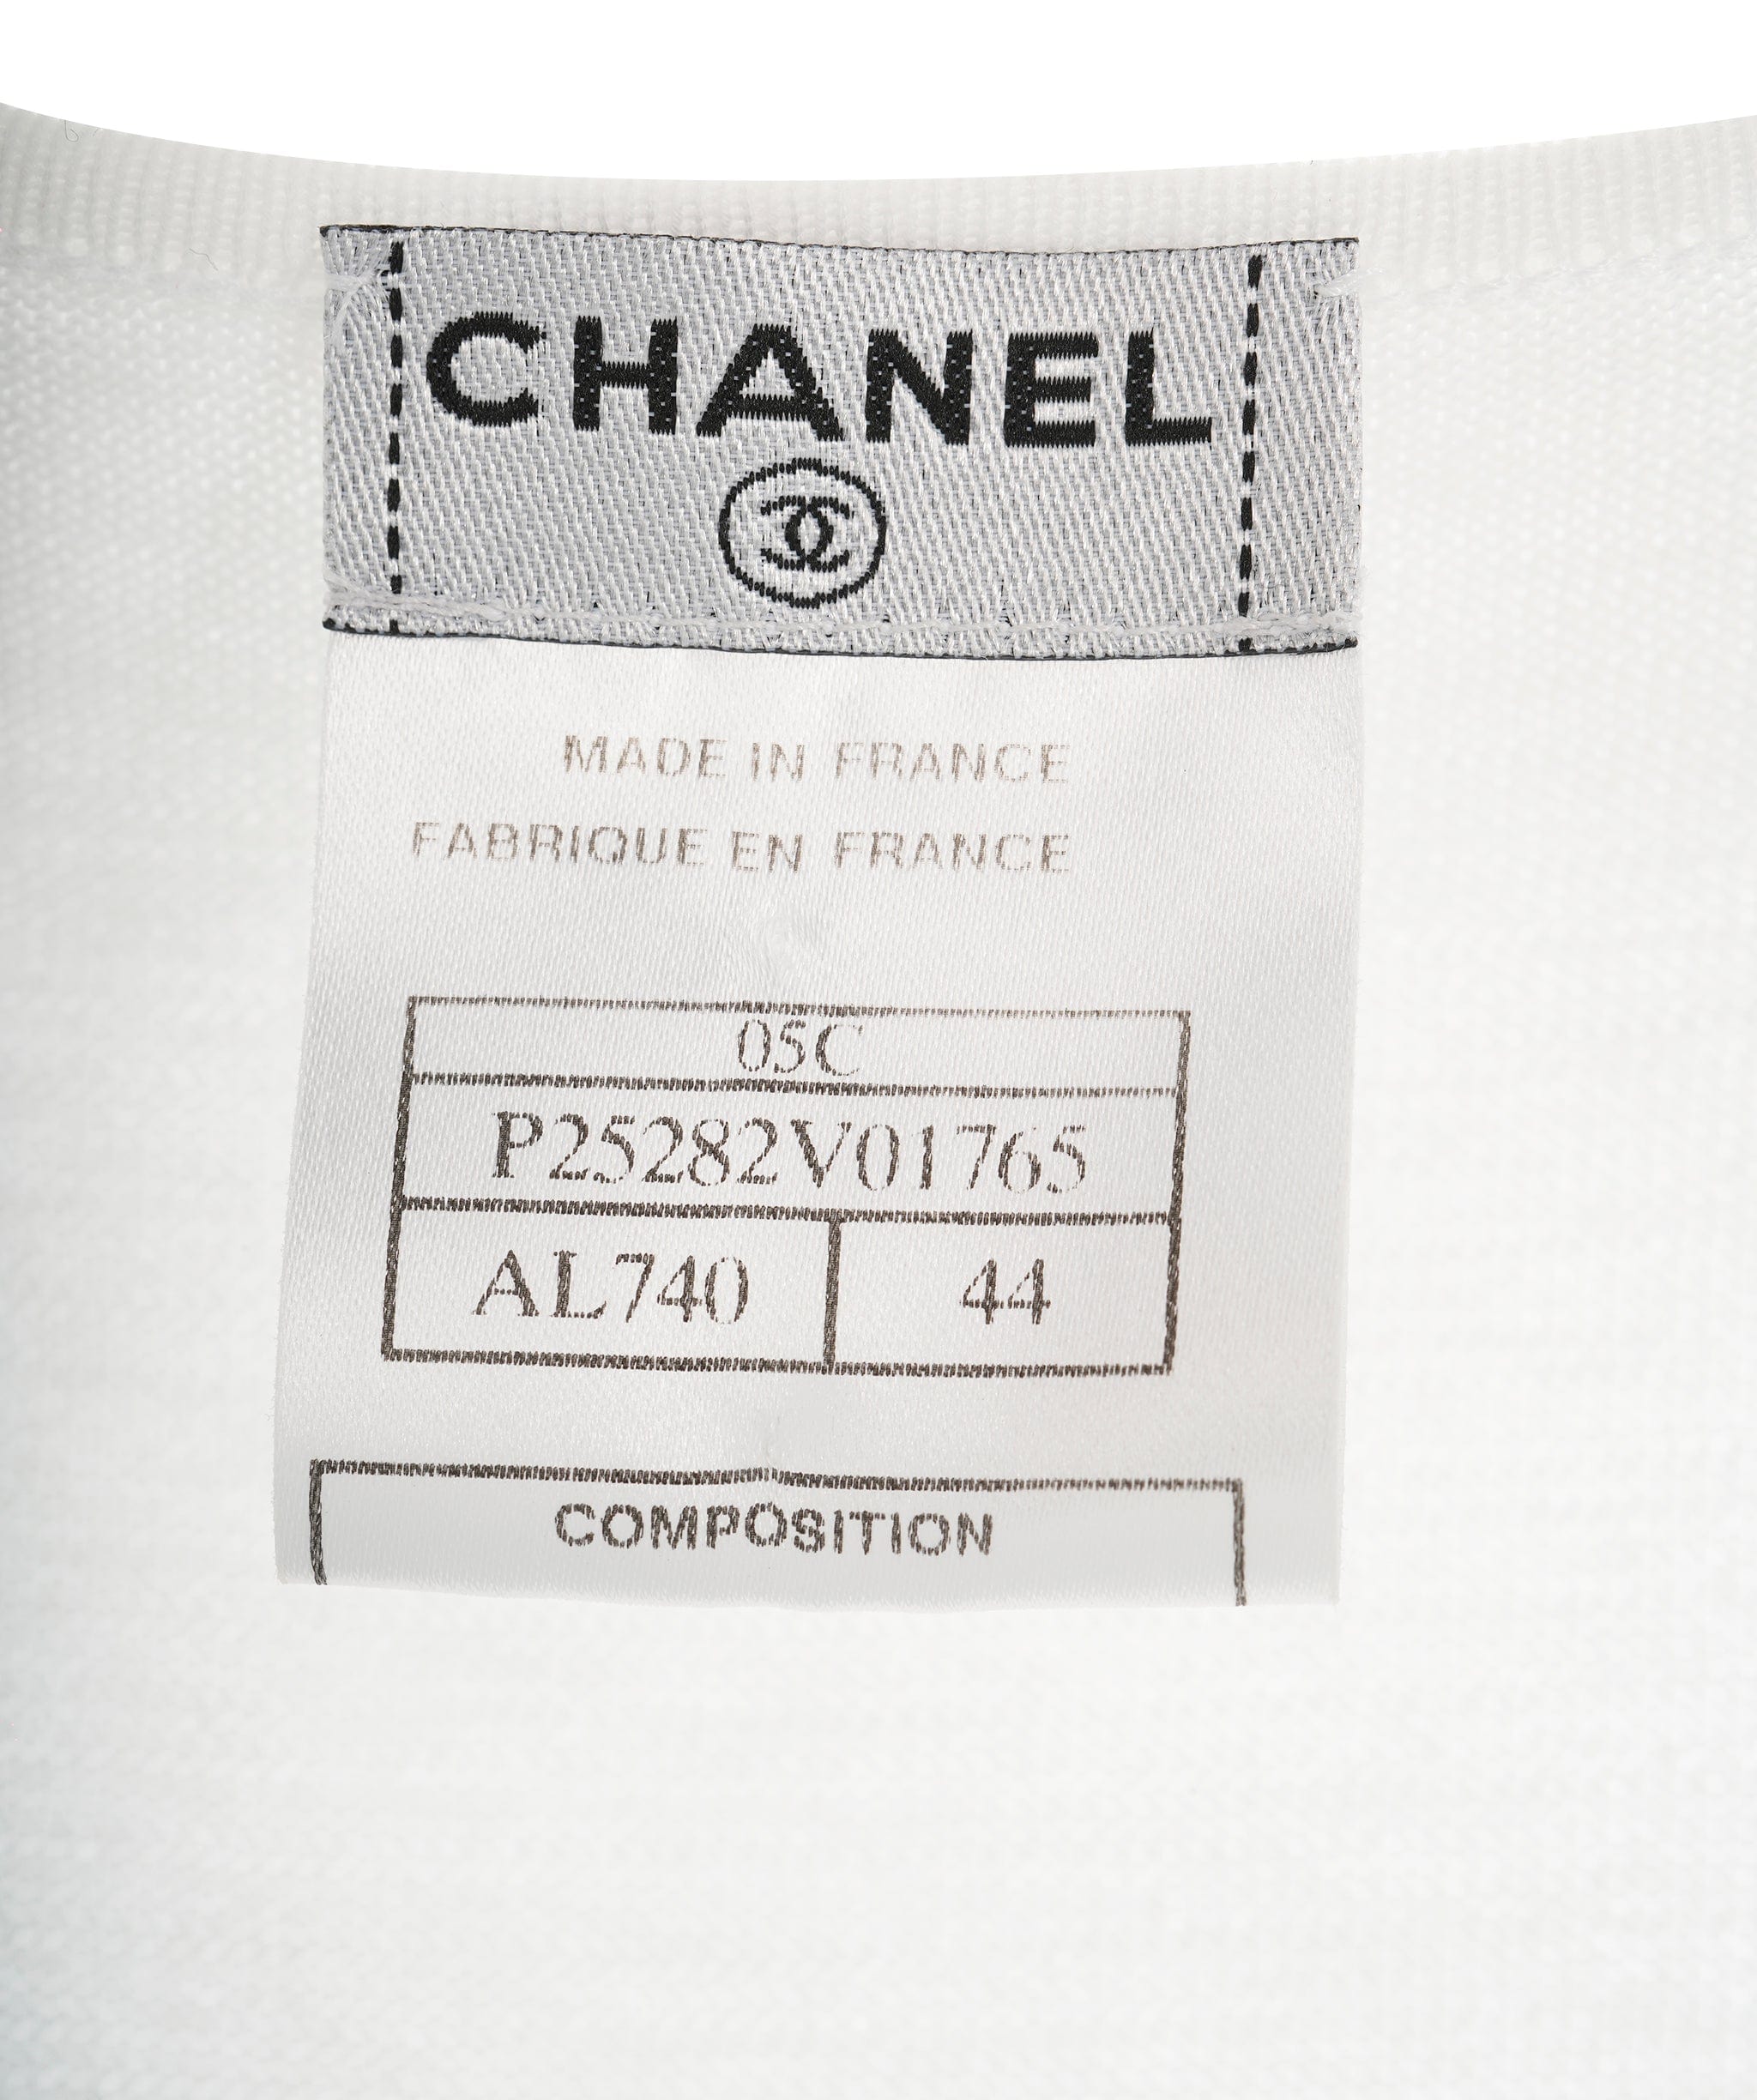 CHANEL
MADE IN FRANCE
FABRIQUE EN FRANCE
05C
P25282V01765
AL740 44
COMPOSITION